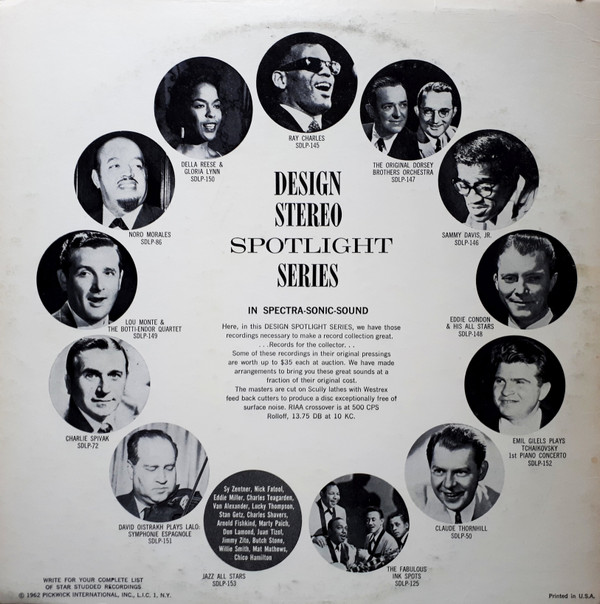 RAY CHARLES
SDLP-145
DELLA REESE &
GLORIA LYNN
SDLP-150
THE ORIGINAL DORSEY
BROTHERS ORCHESTRA
SDLP-147
NORO MORALES
SDLP-86
SAMMY DAVIS, JR.
SDLP-146
DESIGN
STEREO
SPOTLIGHT
SERIES
LOU MONTE &
THE BOTTI-ENDOR QUARTET
SDLP-149
EDDIE CONDON
& HIS ALL STARS
SDLP-148
IN SPECTRA-SONIC-SOUND
Here, in this DESIGN SPOTLIGHT SERIES, we have those
recordings necessary to make a record collection great.
. . .Records for the collector. . .
Some of these recordings in their original pressings
are worth up to $35 each at auction. We have made
arrangements to bring you these great sounds at a
fraction of their original cost.
The masters are cut on Scully lathes with Westrex
feed back cutters to produce a disc exceptionally free of
surface noise. RIAA crossover is at 500 CPS
Rolloff, 13.75 DB at 10 KC.
CHARLIE SPIVAK
SDLP-72
EMIL GILELS PLAYS
TCHAIKOVSKY
1st PIANO CONCERTO
SDLP-152
DAVID OISTRAKH PLAYS LALO:
SYMPHONIE ESPAGNOLE
SDLP-151
CLAUDE THORNHILL
SDLP-50
Sy Zentner, Nick Fatool,
Eddie Miller, Charles Teagarden,
Van Alexander, Lucky Thompson,
Stan Getz, Charles Shavers,
Arnold Fishkind, Marty Paich,
Don Lamond, Juan Tizol,
Jimmy Zito, Butch Stone,
Willie Smith, Mat Mathews,
Chico Hamilton
JAZZ ALL STARS
SDLP-153
THE FABULOUS
INK SPOTS
SDLP-125
WRITE FOR YOUR COMPLETE LIST
OF STAR STUDDED RECORDINGS
© 1962 PICKWICK INTERNATIONAL, INC., L.I.C. 1, N.Y.
Printed in U.S.A.